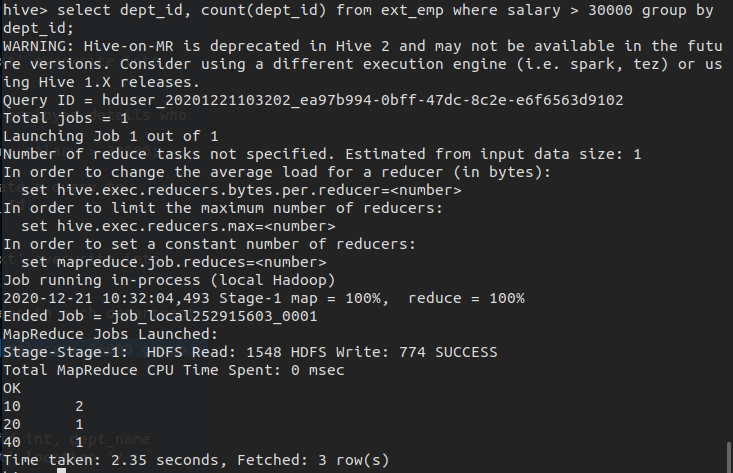 hive> select dept_id, count(dept_id) from ext_emp where salary > 30000 group by
dept_id;
WARNING: Hive-on-MR is deprecated in Hive 2 and may not be available in the futu
re versions. Consider using a different execution engine (i.e. spark, tez) or us
ing Hive 1.X releases.
Query ID = hduser_20201221103202_ea97b994-0bff-47dc-8c2e-e6f6563d9102
Total jobs = 1
Launching Job 1 out of 1
Number of reduce tasks not specified. Estimated from input data size: 1
In order to change the average load for a reducer (in bytes):
  set hive.exec.reducers.bytes.per.reducer=<number>
In order to limit the maximum number of reducers:
  set hive.exec.reducers.max=<number>
In order to set a constant number of reducers:
  set mapreduce.job.reduces=<number>
Job running in-process (local Hadoop)
2020-12-21 10:32:04,493 Stage-1 map = 100%,  reduce = 100%
Ended Job = job_local252915603_0001
MapReduce Jobs Launched:
Stage-Stage-1:  HDFS Read: 1548 HDFS Write: 774 SUCCESS
Total MapReduce CPU Time Spent: 0 msec
OK
10      2
20      1
40      1
Time taken: 2.35 seconds, Fetched: 3 row(s)